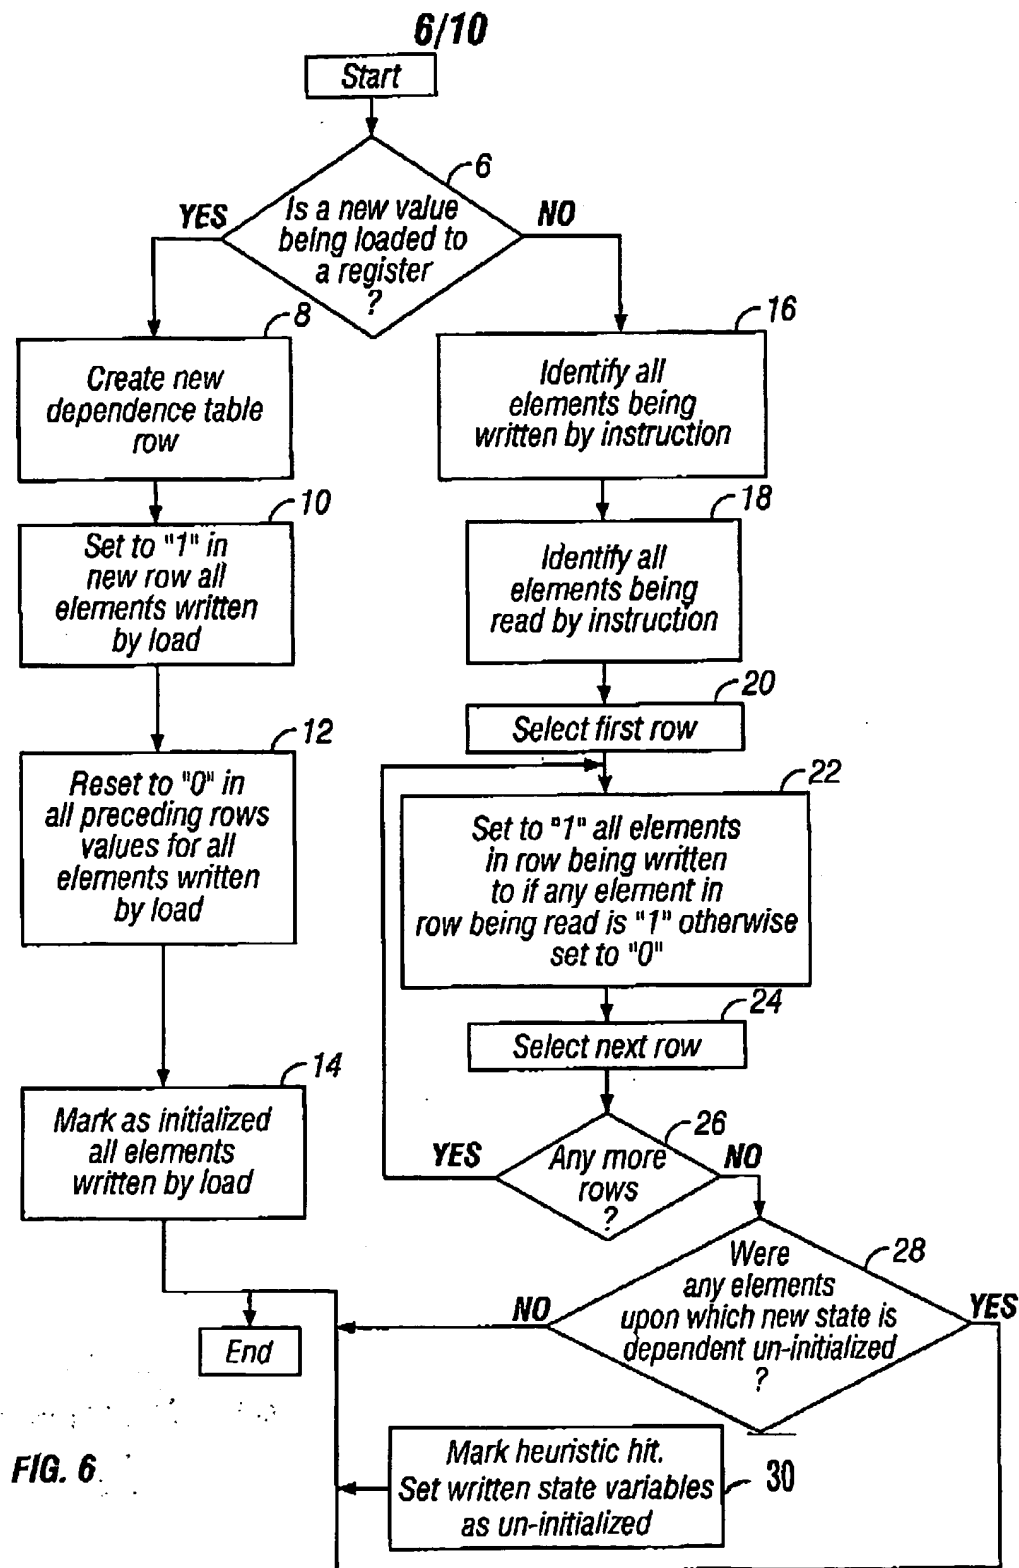 6/10
Start
6
Is a new value
being loaded to
a register
?
YES
NO
8
Create new
dependence table
row
10
Set to "1" in
new row all
elements written
by load
12
Reset to "0" in
all preceding rows
values for all
elements written
by load
14
Mark as initialized
all elements
written by load
End
16
Identify all
elements being
written by instruction
18
Identify all
elements being
read by instruction
20
Select first row
22
Set to "1" all elements
in row being written
to if any element in
row being read is "1" otherwise
set to "0"
24
Select next row
26
Any more
rows
?
YES
NO
28
Were
any elements
upon which new state is
dependent un-initialized
?
NO
YES
Mark heuristic hit.
Set written state variables
as un-initialized
30
FIG. 6